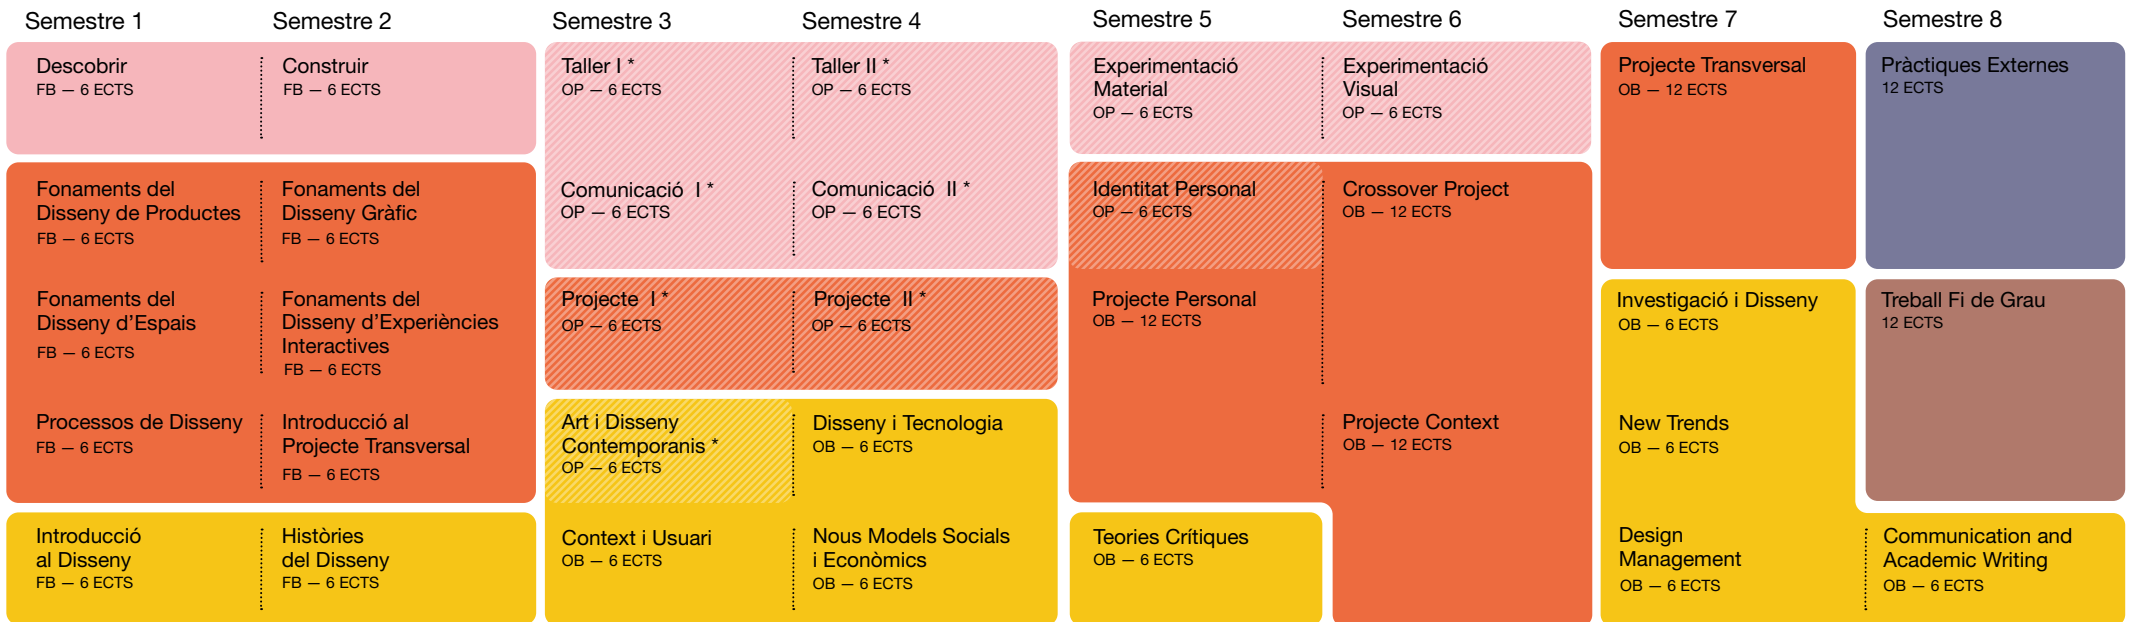 Semestre 1
Semestre 2
Semestre 3
Semestre 4
Semestre 5
Semestre 6
Semestre 7
Semestre 8
Descobrir
FB — 6 ECTS
Construir
FB — 6 ECTS
Taller I *
OP — 6 ECTS
Taller II *
OP — 6 ECTS
Experimentació
Material
OP — 6 ECTS
Experimentació
Visual
OP — 6 ECTS
Projecte Transversal
OB — 12 ECTS
Pràctiques Externes
12 ECTS
Fonaments del
Disseny de Productes
FB — 6 ECTS
Fonaments del
Disseny Gràfic
FB — 6 ECTS
Comunicació I *
OP — 6 ECTS
Comunicació II *
OP — 6 ECTS
Identitat Personal
OP — 6 ECTS
Crossover Project
OB — 12 ECTS
Fonaments del
Disseny d’Espais
FB — 6 ECTS
Fonaments del
Disseny d’Experiències
Interactives
FB — 6 ECTS
Projecte I *
OP — 6 ECTS
Projecte II *
OP — 6 ECTS
Projecte Personal
OB — 12 ECTS
Investigació i Disseny
OB — 6 ECTS
Treball Fi de Grau
12 ECTS
Processos de Disseny
FB — 6 ECTS
Introducció al
Projecte Transversal
FB — 6 ECTS
Art i Disseny
Contemporanis *
OP — 6 ECTS
Disseny i Tecnologia
OB — 6 ECTS
Projecte Context
OB — 12 ECTS
New Trends
OB — 6 ECTS
Introducció
al Disseny
FB — 6 ECTS
Històries
del Disseny
FB — 6 ECTS
Context i Usuari
OB — 6 ECTS
Nous Models Socials
i Econòmics
OB — 6 ECTS
Teories Crítiques
OB — 6 ECTS
Design
Management
OB — 6 ECTS
Communication and
Academic Writing
OB — 6 ECTS